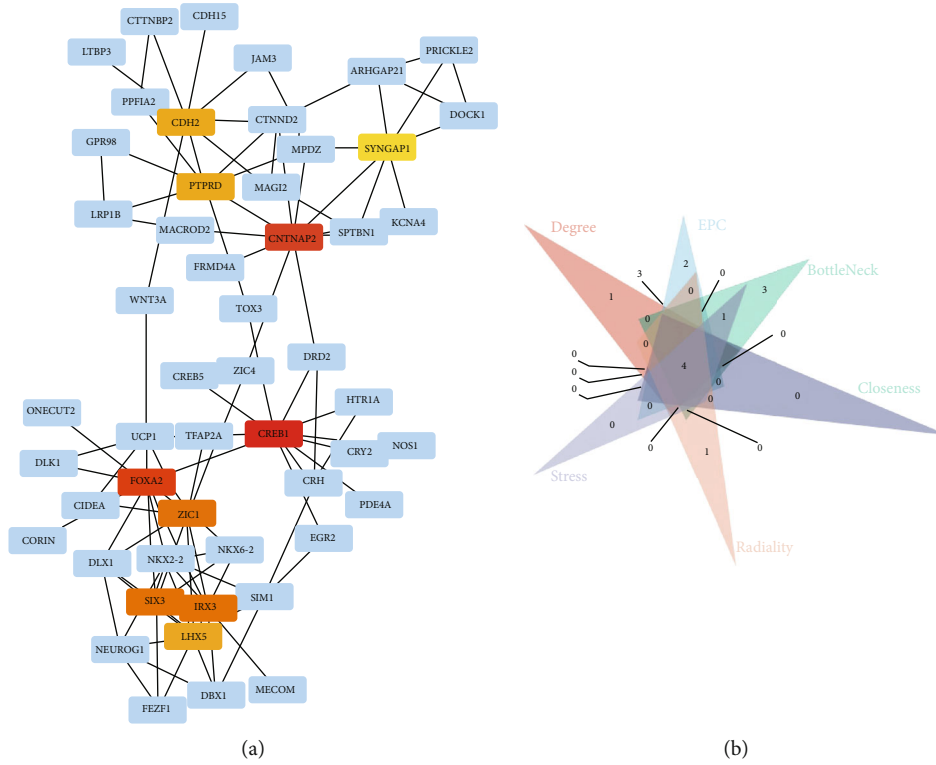 CTTNBP2
CDH15
LTBP3
JAM3
PRICKLE2
ARHGAP21
PPFIA2
CDH2
CTNND2
DOCK1
GPR98
MPDZ
SYNGAP1
PTPRD
MAGI2
LRP1B
MACROD2
CNTNAP2
SPTBN1
KCNA4
FRMD4A
WNT3A
TOX3
DRD2
CREB5
ZIC4
HTR1A
ONECUT2
UCP1
TFAP2A
CREB1
NOS1
DLK1
CRY2
FOXA2
CRH
CIDEA
ZIC1
PDE4A
CORIN
EGR2
DLX1
NKX2-2
NKX6-2
SIX3
IRX3
SIM1
LHX5
NEUROG1
MECOM
DBX1
FEZF1
(a)
Degree
EPC
BottleNeck
Closeness
Radiality
Stress
2
3
0
3
1
0
0
1
0
0
0
4
0
0
0
0
0
0
0
0
0
1
(b)